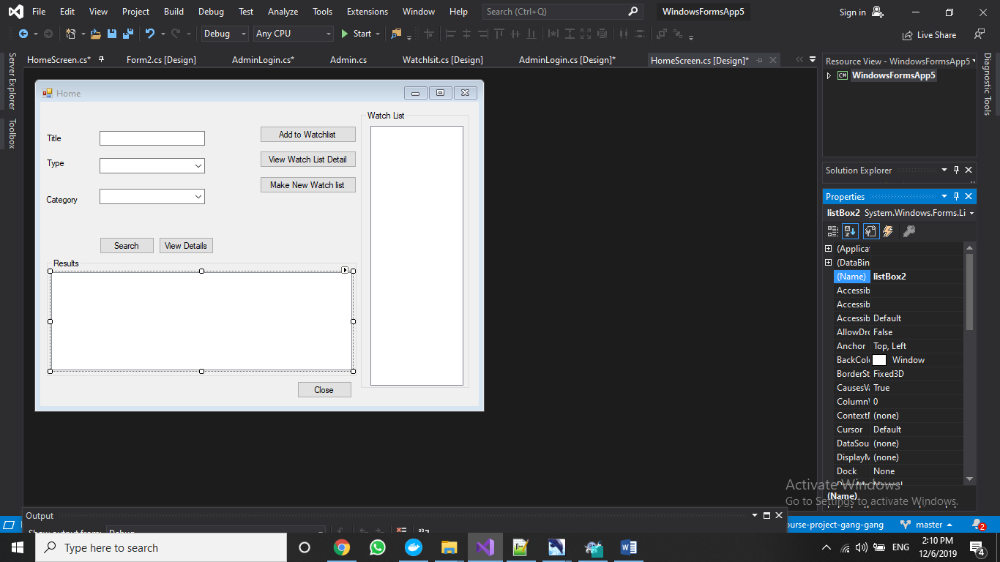 File Edit View Project Build Debug Test Analyze Tools Extensions Window Help Search (Ctrl+Q) WindowsFormsApp5 Sign in
Debug Any CPU Start Live Share
HomeScreen.cs* Form2.cs [Design] AdminLogin.cs* Admin.cs WatchlIsit.cs [Design] AdminLogin.cs [Design]* HomeScreen.cs [Design]*
Server Explorer
Toolbox
Home
Title
Type
Category
Add to Watchlist
View Watch List Detail
Make New Watch list
Search View Details
Results
Close
Watch List
Resource View - WindowsFormsApp5
WindowsFormsApp5
Diagnostic Tools
Solution Explorer
Properties
listBox2 System.Windows.Forms.Li
(Applica
(DataBin
(Name) listBox2
Accessib
Accessib
Accessib Default
AllowDro False
Anchor Top, Left
BackColo Window
BorderSt Fixed3D
CausesVa True
ColumnW 0
ContextM (none)
Cursor Default
DataSou (none)
DisplayM (none)
Dock None
(Name)
Activate Windows
Go to Settings to activate Windows.
Output
Show output from: Debug
ourse-project-gang-gang master 2
Type here to search
ENG
2:10 PM
12/6/2019
4